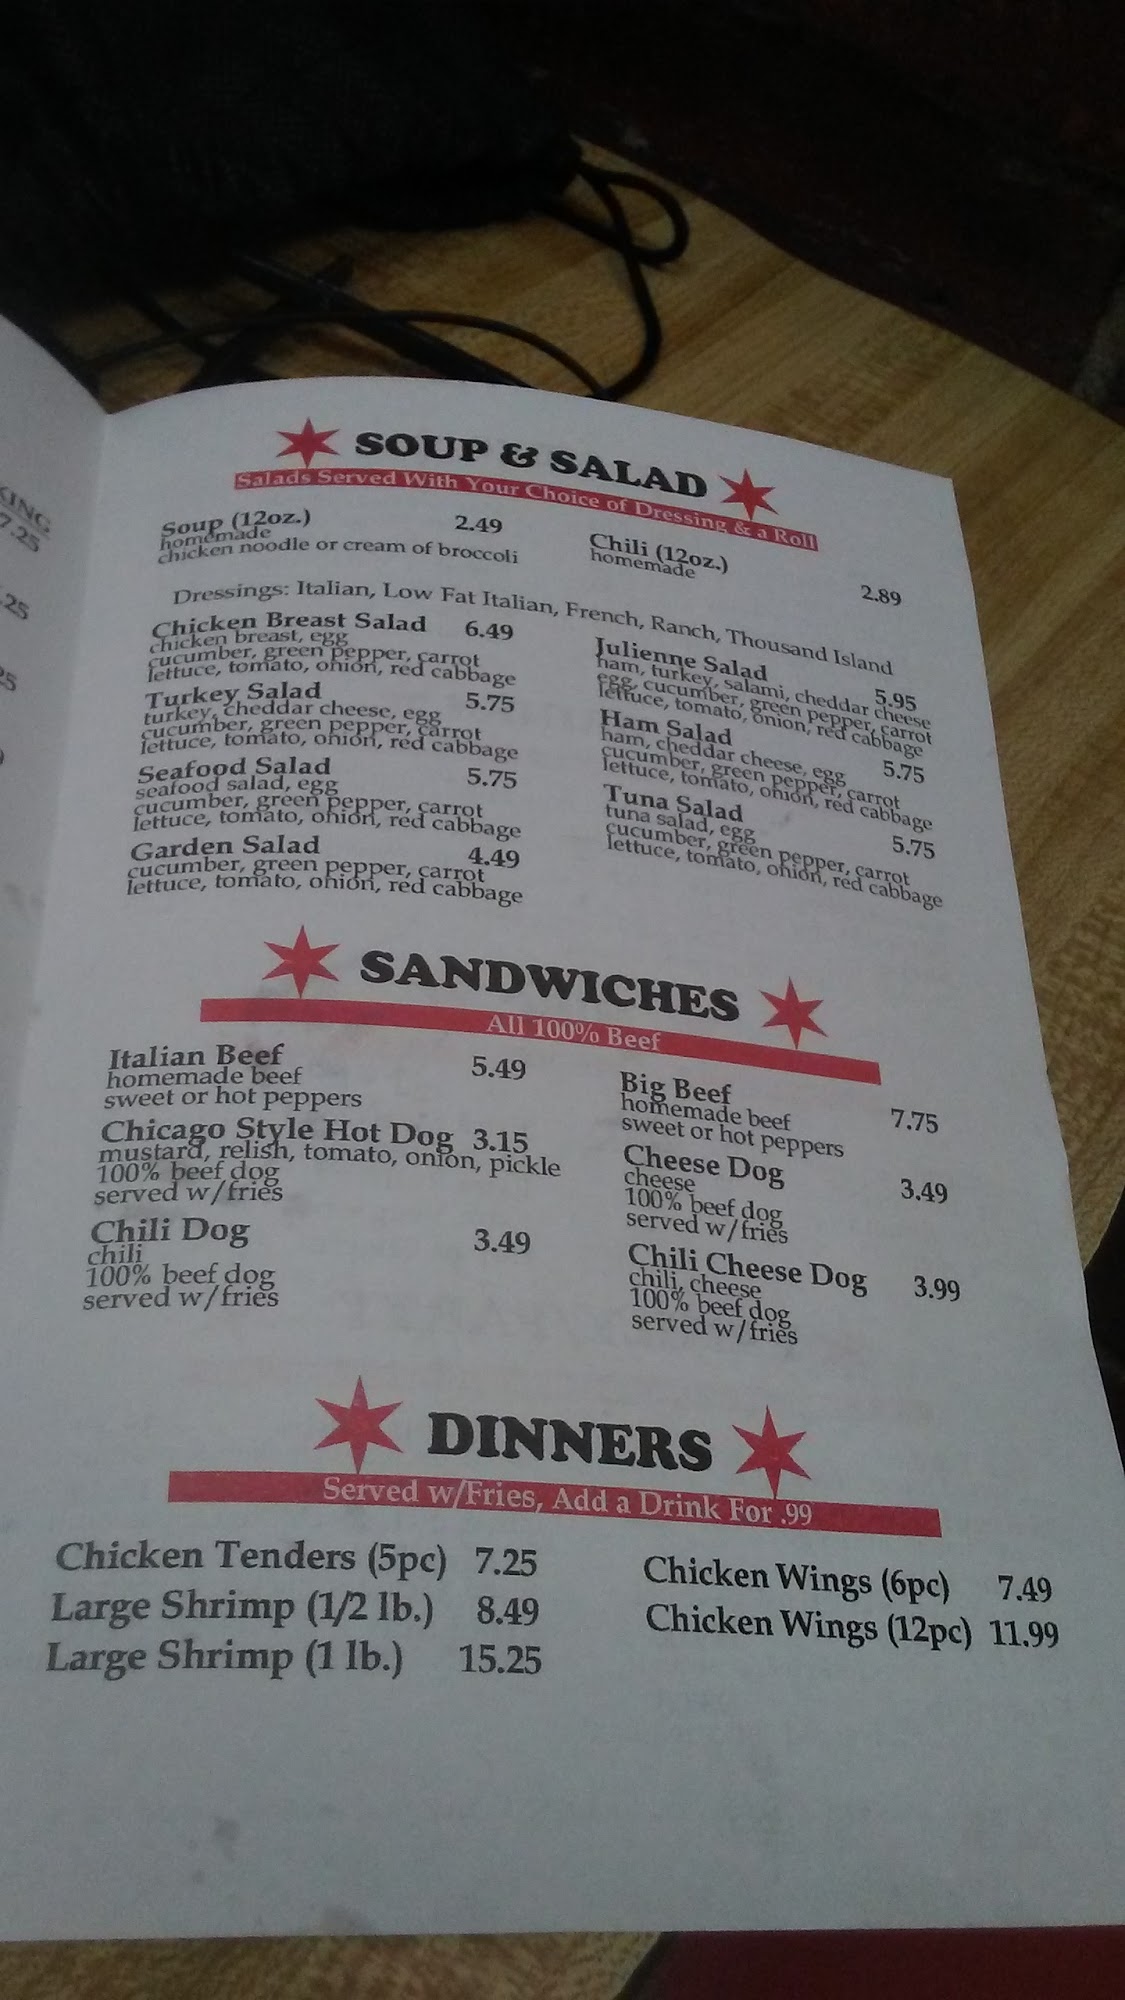 KING
7.25
.25
25
SOUP & SALAD
Salads Served With Your Choice of Dressing & a Roll
Soup (12oz.) 2.49
homemade
chicken noodle or cream of broccoli
Chili (12oz.) 2.89
homemade
Dressings: Italian, Low Fat Italian, French, Ranch, Thousand Island
Chicken Breast Salad 6.49
chicken breast, egg
cucumber, green pepper, carrot
lettuce, tomato, onion, red cabbage
Turkey Salad 5.75
turkey, cheddar cheese, egg
cucumber, green pepper, carrot
lettuce, tomato, onion, red cabbage
Seafood Salad 5.75
seafood salad, egg
cucumber, green pepper, carrot
lettuce, tomato, onion, red cabbage
Garden Salad 4.49
cucumber, green pepper, carrot
lettuce, tomato, onion, red cabbage
Julienne Salad 5.95
ham, turkey, salami, cheddar cheese
egg, cucumber, green pepper, carrot
lettuce, tomato, onion, red cabbage
Ham Salad 5.75
ham, cheddar cheese, egg
cucumber, green pepper, carrot
lettuce, tomato, onion, red cabbage
Tuna Salad 5.75
tuna salad, egg
cucumber, green pepper, carrot
lettuce, tomato, onion, red cabbage
SANDWICHES
All 100% Beef
Italian Beef 5.49
homemade beef
sweet or hot peppers
Chicago Style Hot Dog 3.15
mustard, relish, tomato, onion, pickle
100% beef dog
served w/fries
Chili Dog 3.49
chili
100% beef dog
served w/fries
Big Beef 7.75
homemade beef
sweet or hot peppers
Cheese Dog 3.49
cheese
100% beef dog
served w/fries
Chili Cheese Dog 3.99
chili, cheese
100% beef dog
served w/fries
DINNERS
Served w/Fries, Add a Drink For .99
Chicken Tenders (5pc) 7.25
Large Shrimp (1/2 lb.) 8.49
Large Shrimp (1 lb.) 15.25
Chicken Wings (6pc) 7.49
Chicken Wings (12pc) 11.99